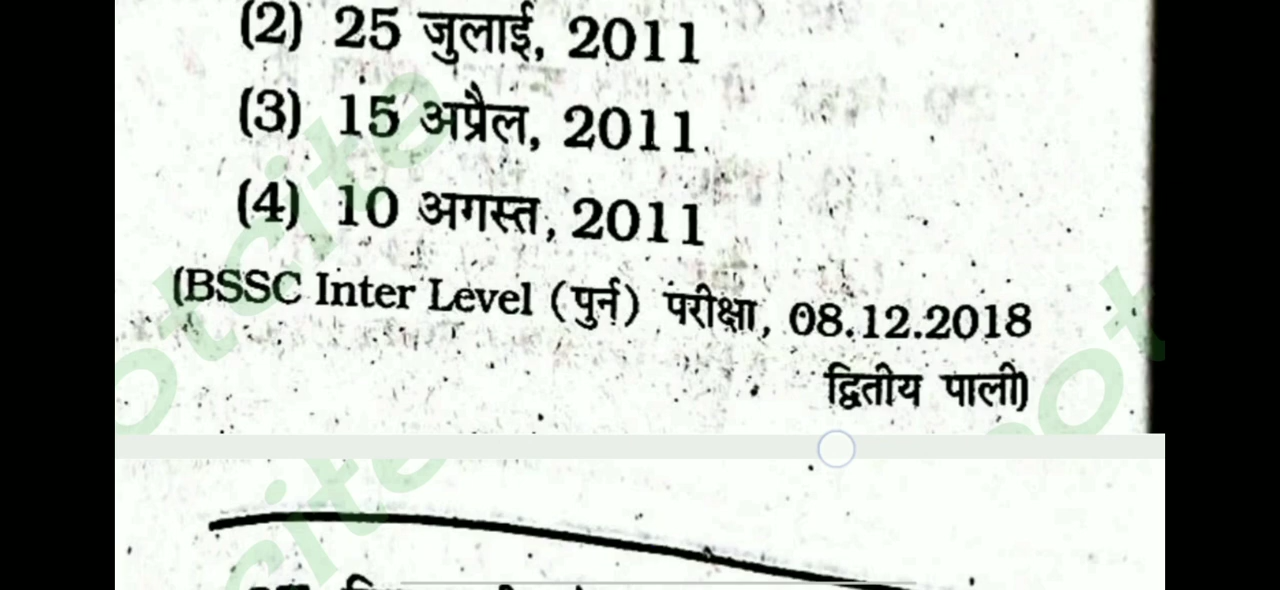 (2) 25 जुलाई, 2011
(3) 15 अप्रैल, 2011
(4) 10 अगस्त, 2011
(BSSC Inter Level (पुर्न) परीक्षा, 08.12.2018
द्वितीय पाली)